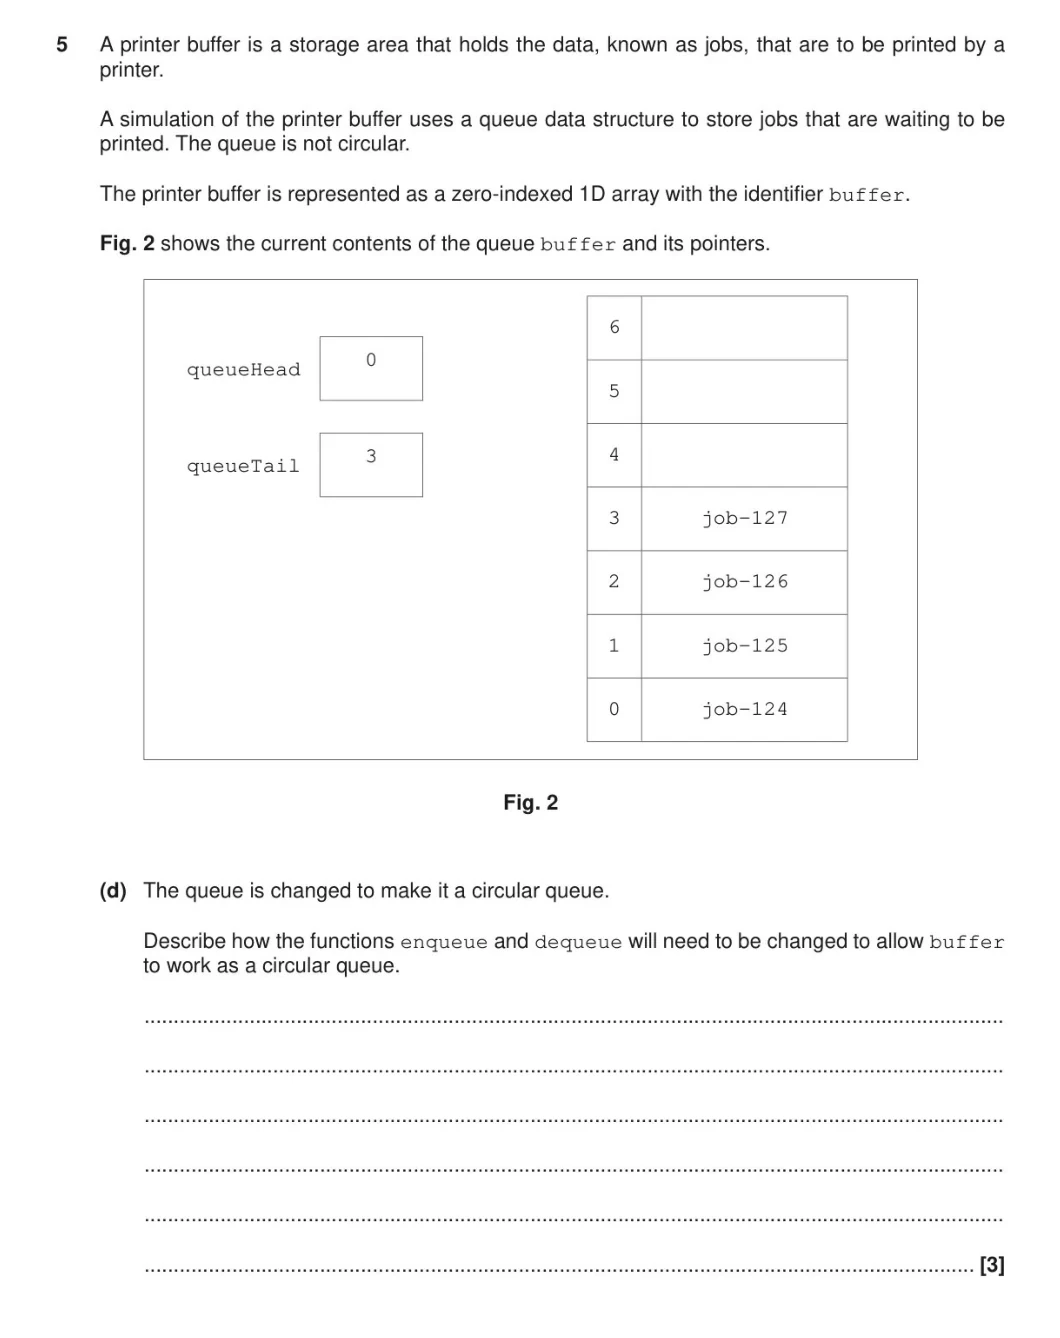 5 A printer buffer is a storage area that holds the data, known as jobs, that are to be printed by a
printer.
A simulation of the printer buffer uses a queue data structure to store jobs that are waiting to be
printed. The queue is not circular.
The printer buffer is represented as a zero-indexed 1D array with the identifier buffer.
Fig. 2 shows the current contents of the queue buffer and its pointers.
queueHead 0
queueTail 3
6
5
4
3 job-127
2 job-126
1 job-125
0 job-124
Fig. 2
(d) The queue is changed to make it a circular queue.
Describe how the functions enqueue and dequeue will need to be changed to allow buffer
to work as a circular queue.
[3]